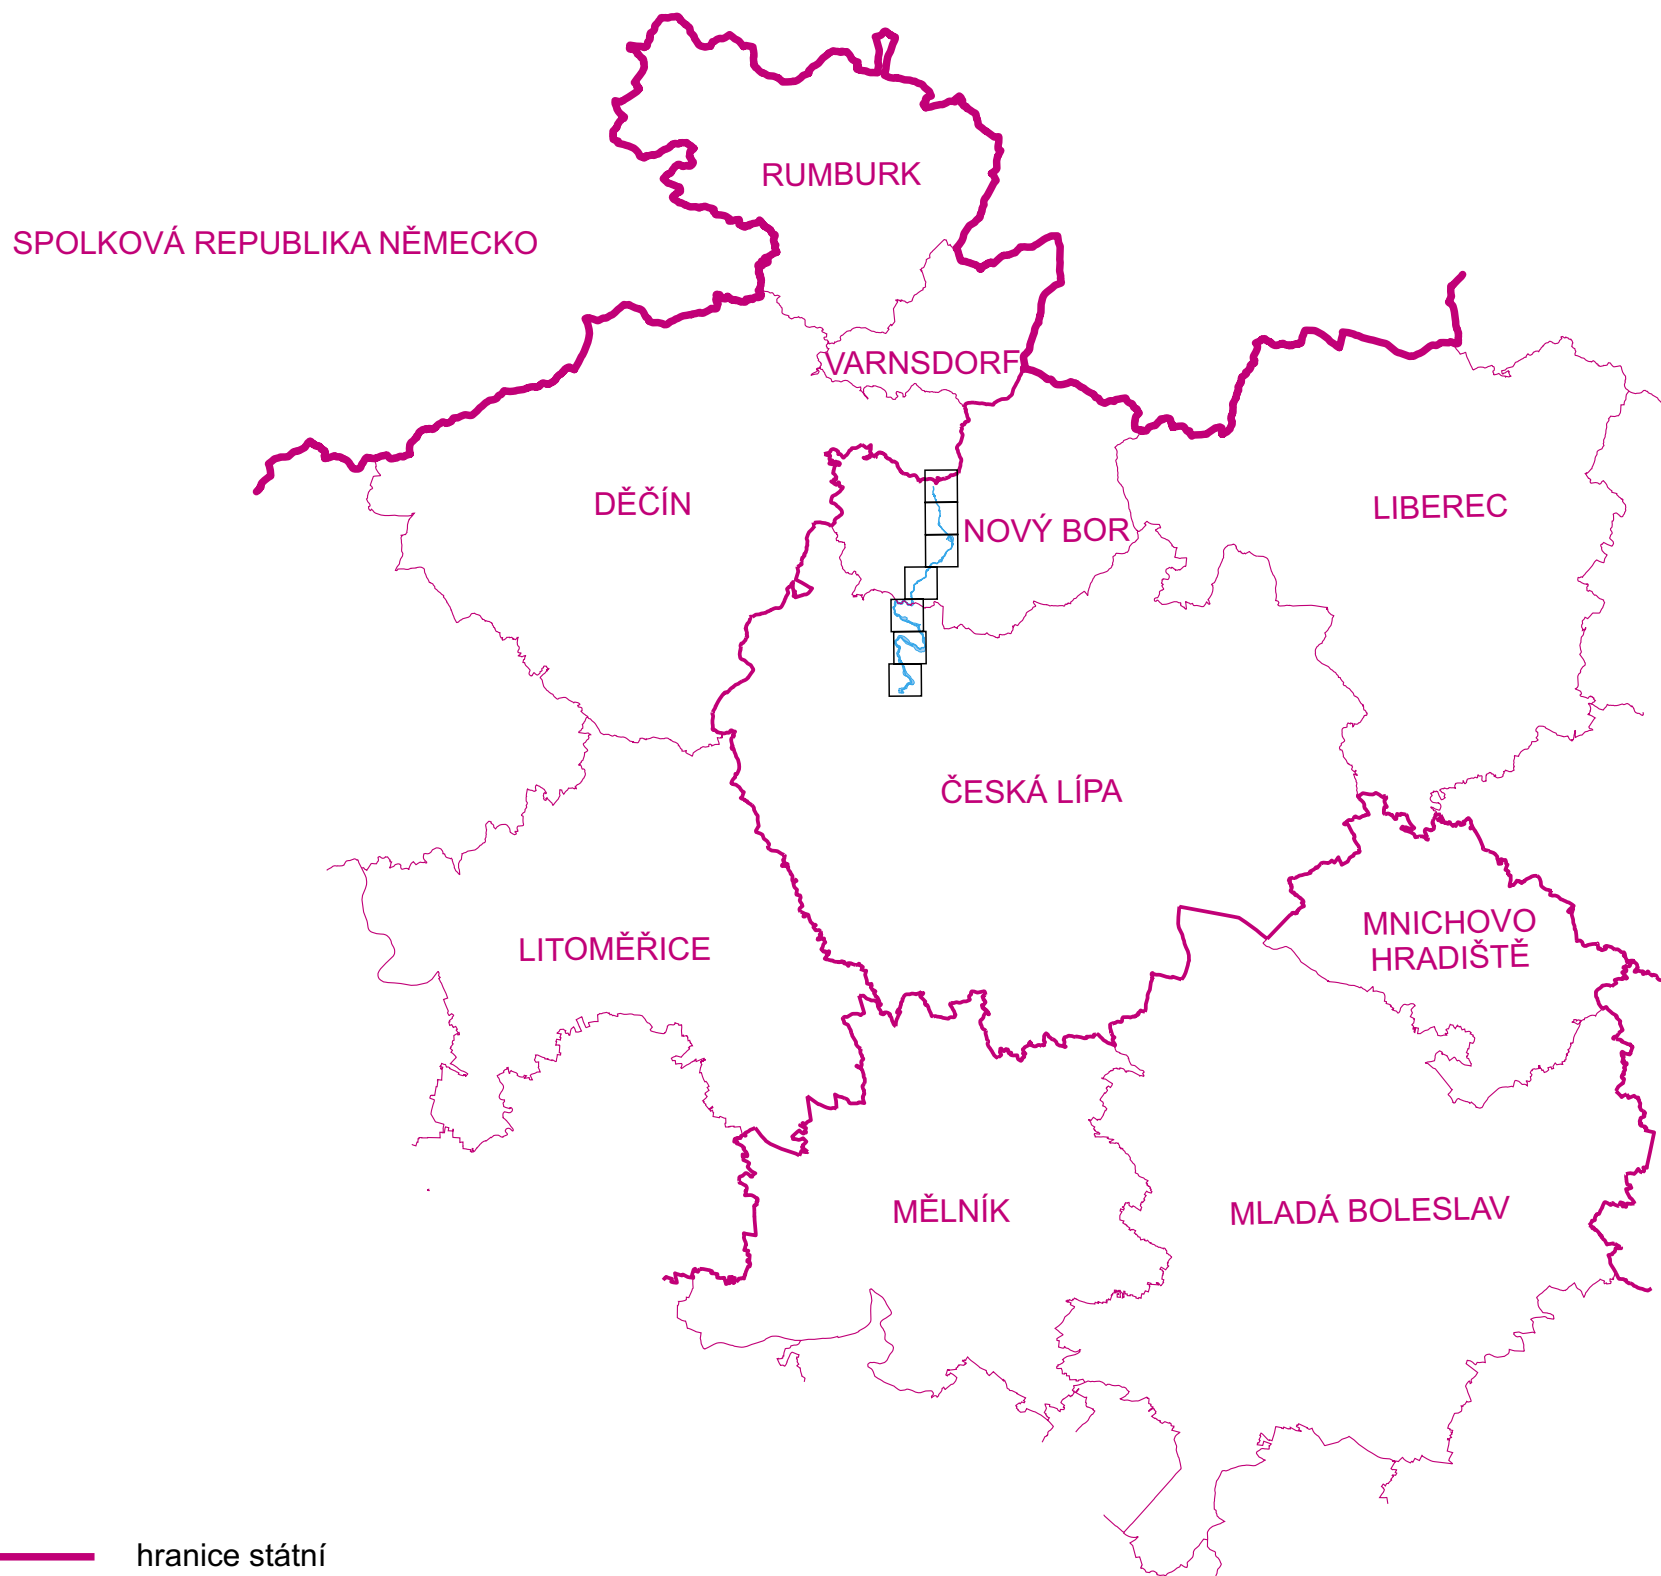 RUMBURK
SPOLKOVÁ REPUBLIKA NĚMECKO
VARNSDORF
DĚČÍN
LIBEREC
NOVÝ BOR
ČESKÁ LÍPA
MNICHOVO
HRADIŠTĚ
LITOMĚŘICE
MĚLNÍK
MLADÁ BOLESLAV
hranice státní